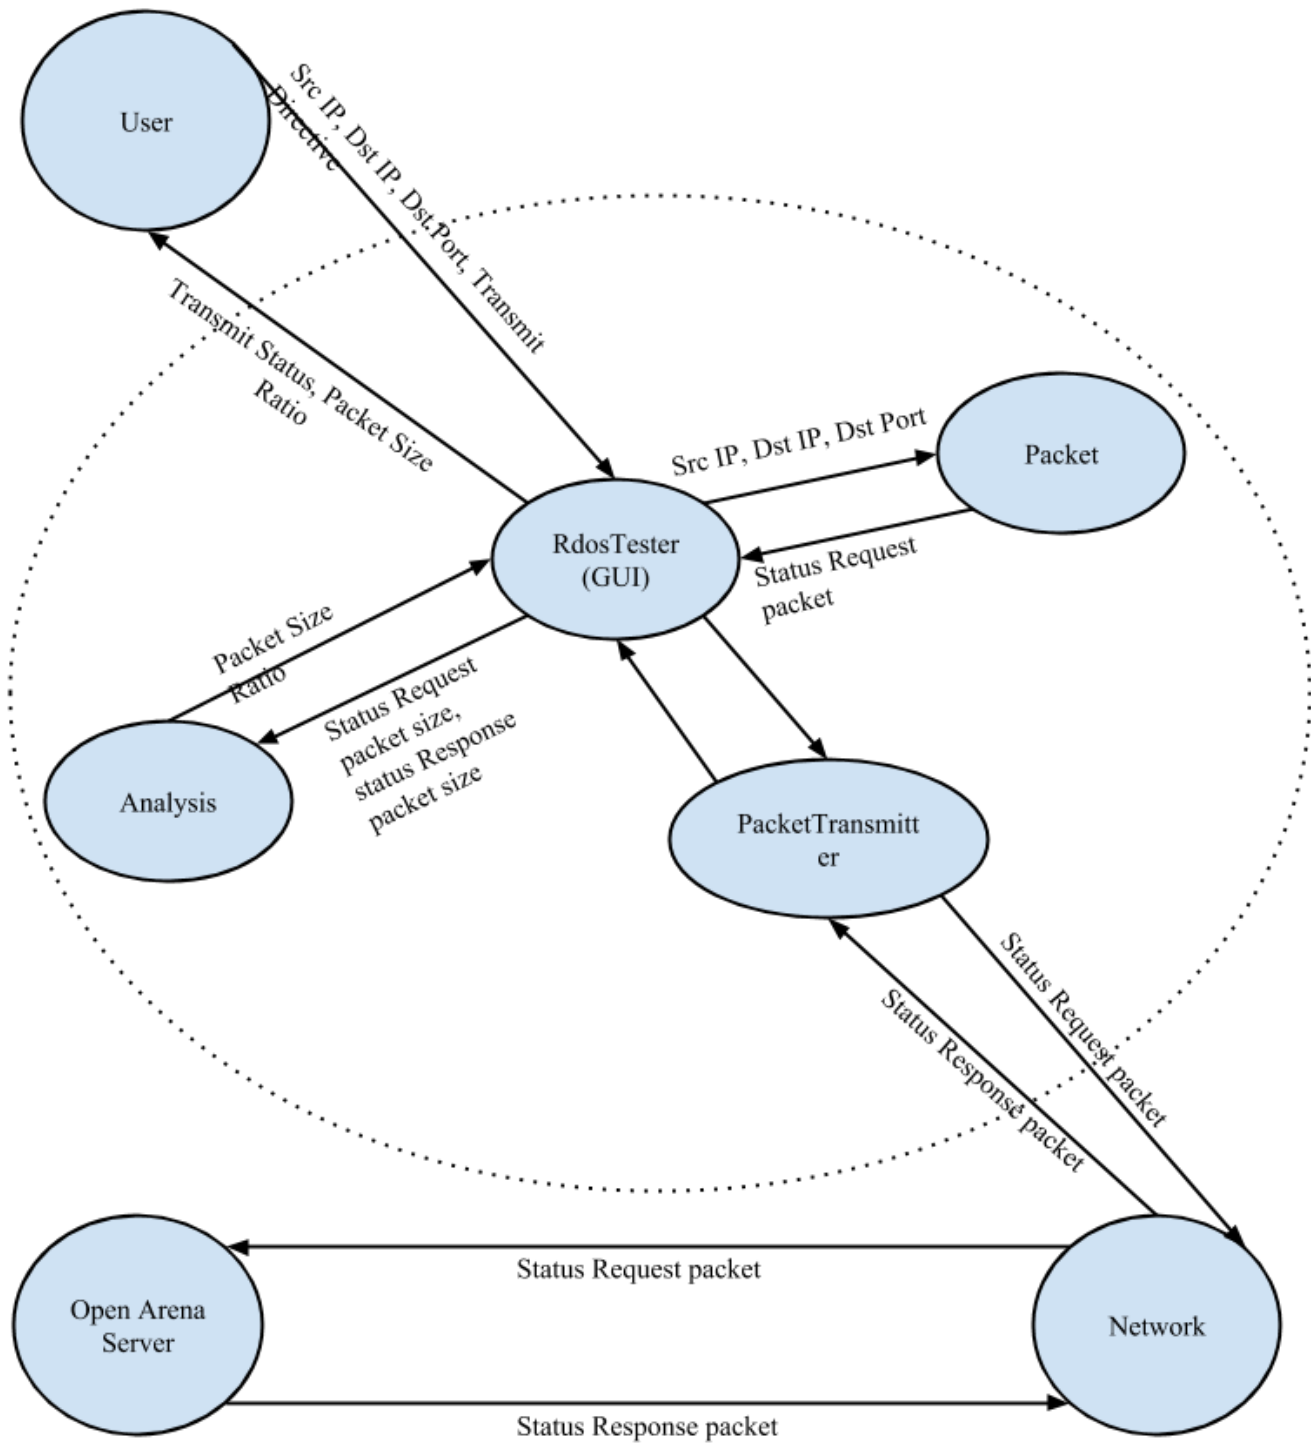 User
Src IP, Dst IP, Dst.Port, Transmit
Directive
Transmit Status, Packet Size
Ratio
Src IP, Dst IP, Dst Port
Packet
RdosTester
(GUI)
Status Request
packet
Packet Size
Ratio
Status Request
packet size,
status Response
packet size
Analysis
PacketTransmitt
er
Status Request packet
Status Response packet
Status Request packet
Open Arena
Server
Network
Status Response packet